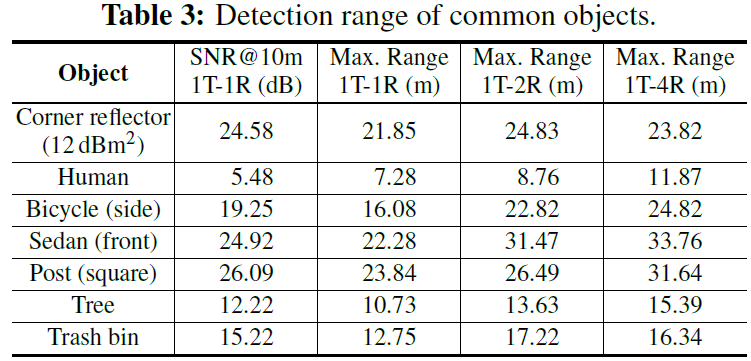 Table 3: Detection range of common objects.
Object SNR@10m 1T-1R (dB) Max. Range 1T-1R (m) Max. Range 1T-2R (m) Max. Range 1T-4R (m)
Corner reflector (12 dBm²) 24.58 21.85 24.83 23.82
Human 5.48 7.28 8.76 11.87
Bicycle (side) 19.25 16.08 22.82 24.82
Sedan (front) 24.92 22.28 31.47 33.76
Post (square) 26.09 23.84 26.49 31.64
Tree 12.22 10.73 13.63 15.39
Trash bin 15.22 12.75 17.22 16.34